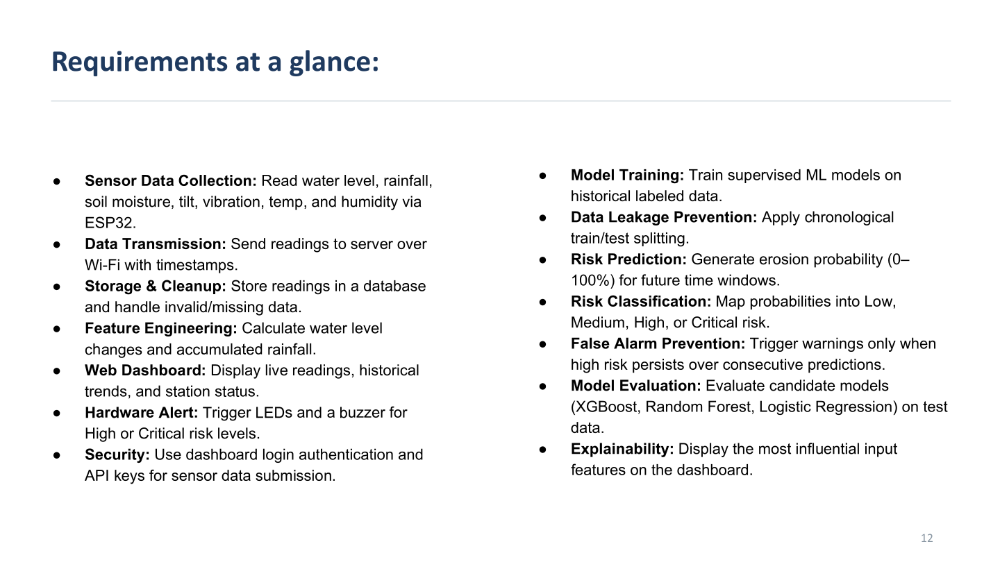 Requirements at a glance:
● Sensor Data Collection: Read water level, rainfall,
soil moisture, tilt, vibration, temp, and humidity via
ESP32.
● Data Transmission: Send readings to server over
Wi-Fi with timestamps.
● Storage & Cleanup: Store readings in a database
and handle invalid/missing data.
● Feature Engineering: Calculate water level
changes and accumulated rainfall.
● Web Dashboard: Display live readings, historical
trends, and station status.
● Hardware Alert: Trigger LEDs and a buzzer for
High or Critical risk levels.
● Security: Use dashboard login authentication and
API keys for sensor data submission.
● Model Training: Train supervised ML models on
historical labeled data.
● Data Leakage Prevention: Apply chronological
train/test splitting.
● Risk Prediction: Generate erosion probability (0–
100%) for future time windows.
● Risk Classification: Map probabilities into Low,
Medium, High, or Critical risk.
● False Alarm Prevention: Trigger warnings only when
high risk persists over consecutive predictions.
● Model Evaluation: Evaluate candidate models
(XGBoost, Random Forest, Logistic Regression) on test
data.
● Explainability: Display the most influential input
features on the dashboard.
12